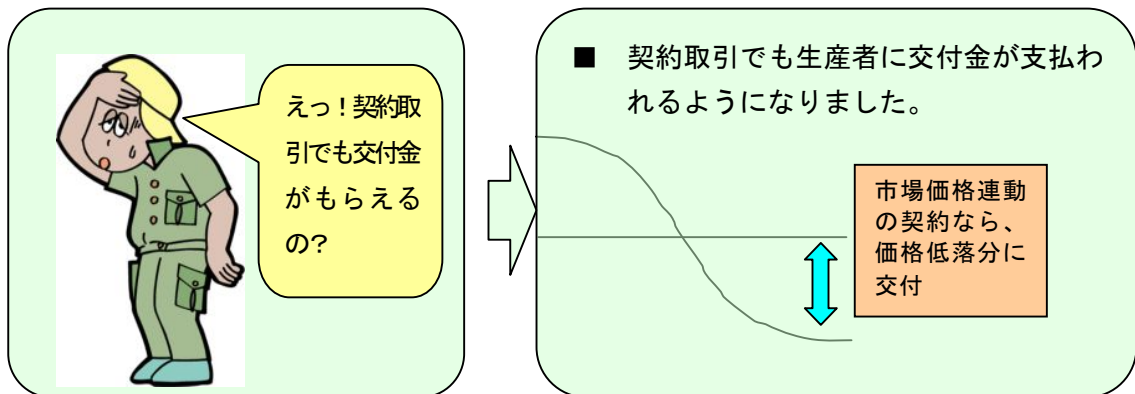 えっ！契約取
引でも交付金
がもらえる
の?
■ 契約取引でも生産者に交付金が支払わ
れるようになりました。
市場価格連動
の契約なら、
価格低落分に
交付